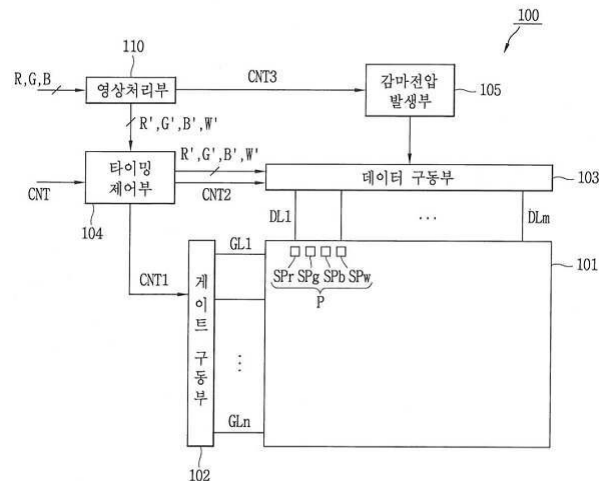 100
110
R,G,B
영상처리부
CNT3
감마전압
발생부
105
R',G',B',W'
R',G',B',W'
CNT
타이밍
제어부
CNT2
데이터 구동부
103
104
DL1
...
DLm
GL1
101
SPr SPg SPb SPw
P
CNT1
게이트 구동부
...
GLn
102